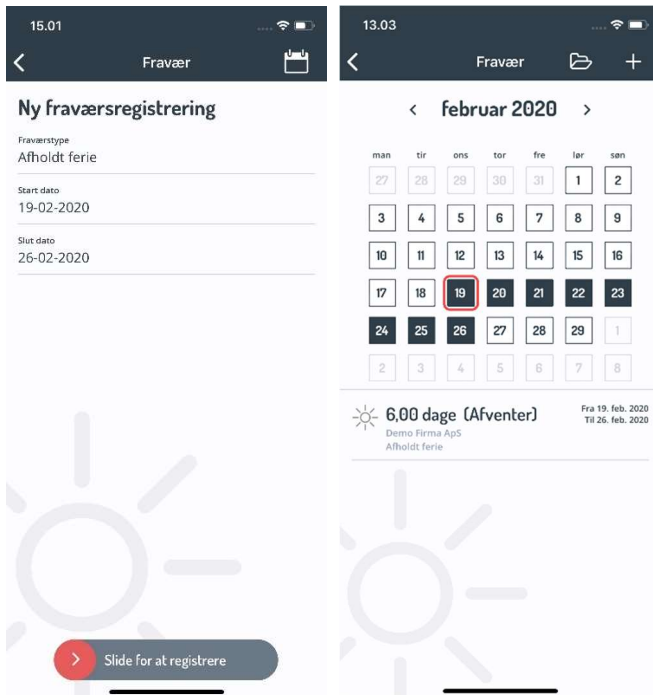 15.01
Fravær
Ny fraværsregistrering
Fraværstype
Afholdt ferie
Start dato
19-02-2020
Slut dato
26-02-2020
Slide for at registrere
13.03
Fravær
februar 2020
man tir ons tor fre lør søn
27 28 29 30 31 1 2
3 4 5 6 7 8 9
10 11 12 13 14 15 16
17 18 19 20 21 22 23
24 25 26 27 28 29 1
2 3 4 5 6 7 8
6,00 dage (Afventer) Fra 19. feb. 2020
Til 26. feb. 2020
Demo Firma ApS
Afholdt ferie